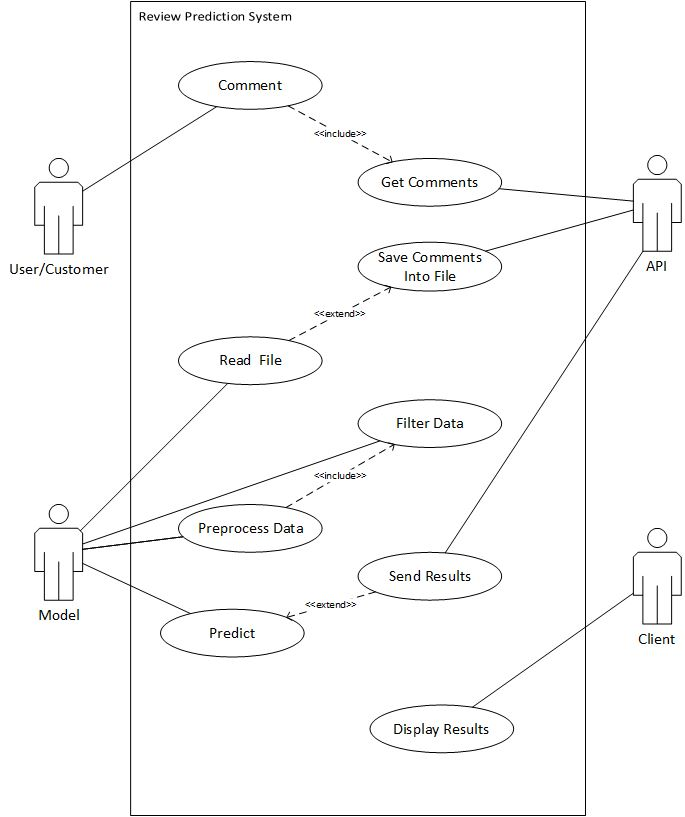 Review Prediction System
Comment
<<include>>
Get Comments
User/Customer
API
Save Comments
Into File
<<extend>>
Read  File
Filter Data
<<include>>
Preprocess Data
Model
Send Results
<<extend>>
Predict
Client
Display Results